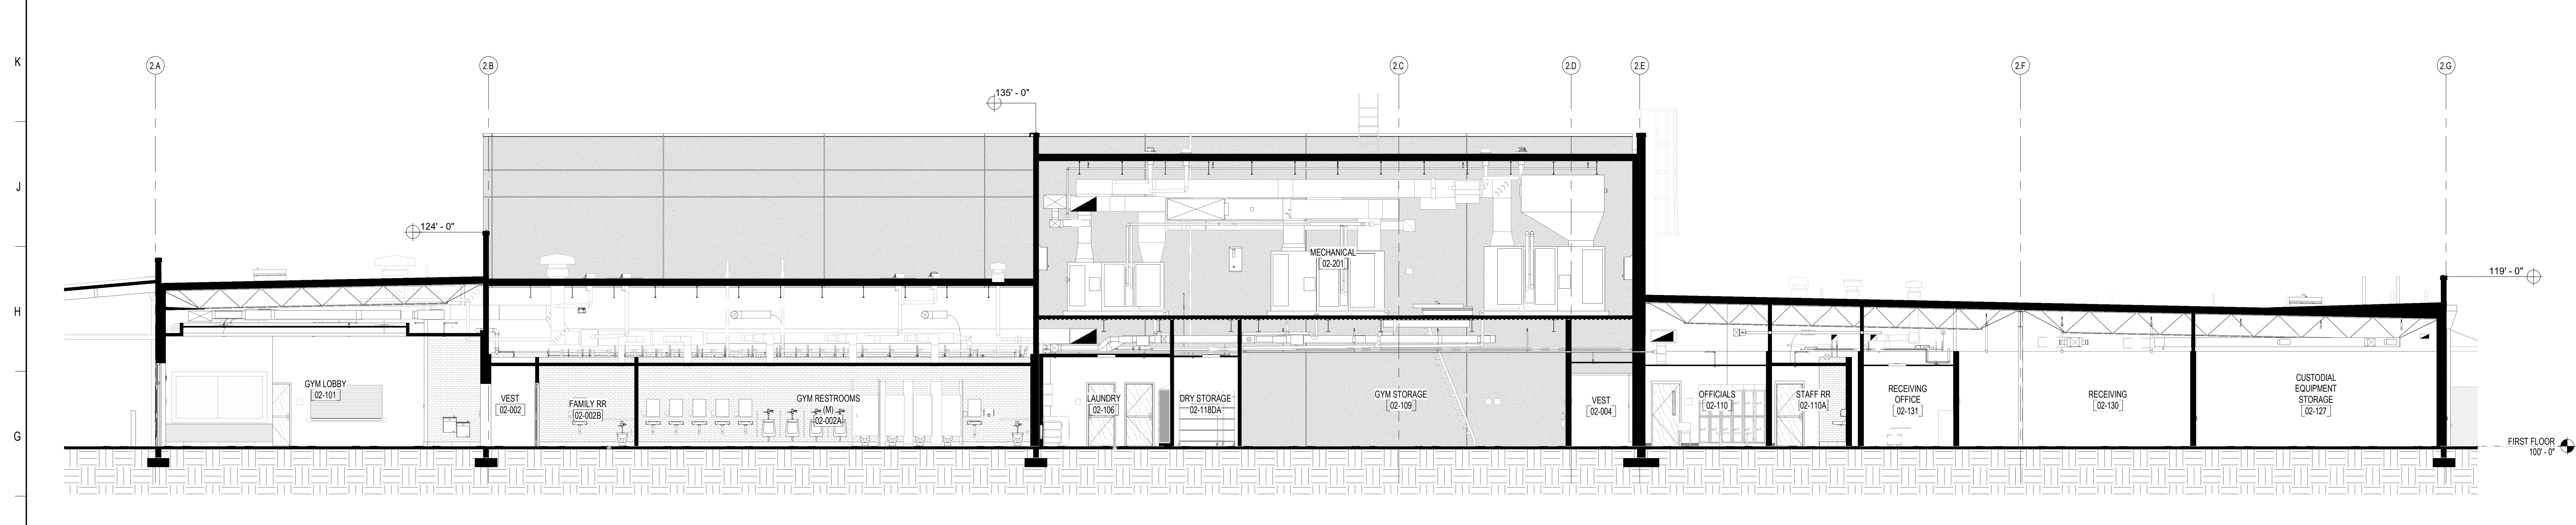 K
2.A
2.B
2.C
2.D
2.E
2.F
2.G
135' - 0"
J
124' - 0"
MECHANICAL
02-201
119' - 0"
H
GYM LOBBY
02-101
VEST
02-002
FAMILY RR
02-002B
GYM RESTROOMS
(M)
02-002A
LAUNDRY
02-106
DRY STORAGE
02-118DA
GYM STORAGE
02-109
VEST
02-004
OFFICIALS
02-110
STAFF RR
02-110A
RECEIVING
OFFICE
02-131
RECEIVING
02-130
CUSTODIAL
EQUIPMENT
STORAGE
02-127
G
FIRST FLOOR
100' - 0"